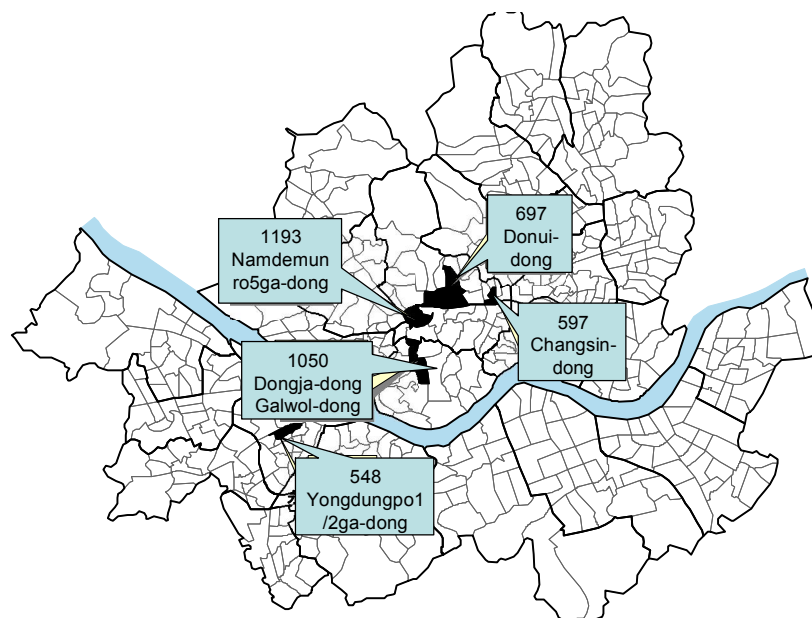 697
Donui-
dong
1193
Namdemun
ro5ga-dong
597
Changsin-
dong
1050
Dongja-dong
Galwol-dong
548
Yongdungpo1
/2ga-dong